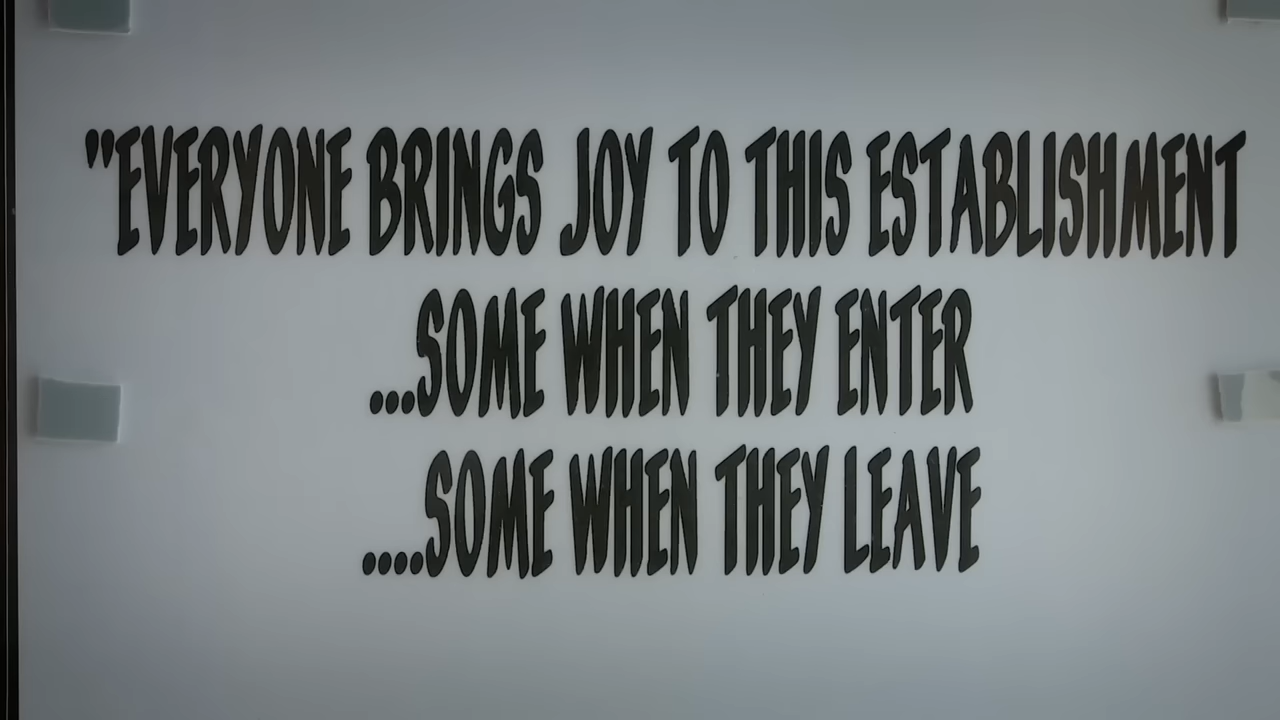 "EVERYONE BRINGS JOY TO THIS ESTABLISHMENT
...SOME WHEN THEY ENTER
.....SOME WHEN THEY LEAVE